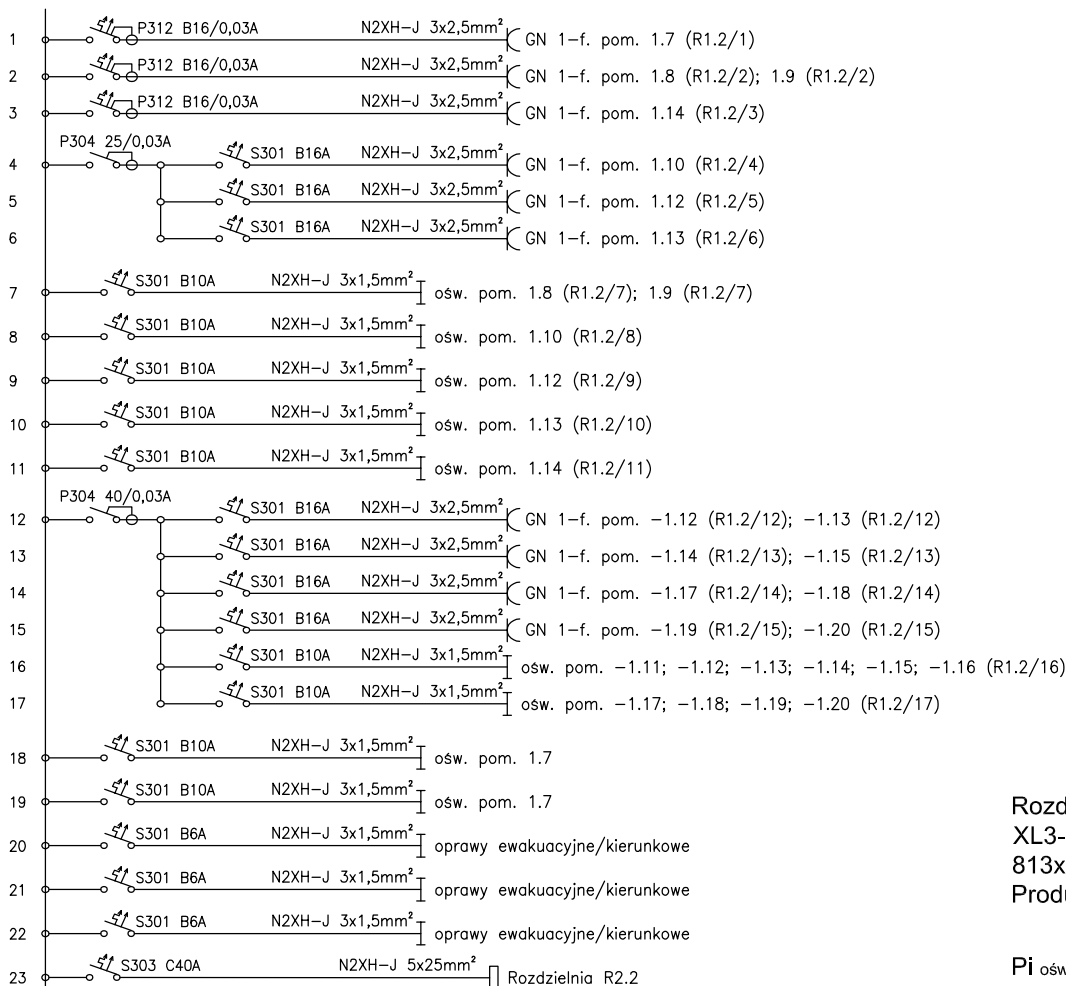 1 P312 B16/0,03A N2XH-J 3x2,5mm² GN 1-f. pom. 1.7 (R1.2/1)
2 P312 B16/0,03A N2XH-J 3x2,5mm² GN 1-f. pom. 1.8 (R1.2/2); 1.9 (R1.2/2)
3 P312 B16/0,03A N2XH-J 3x2,5mm² GN 1-f. pom. 1.14 (R1.2/3)
P304 25/0,03A
4 S301 B16A N2XH-J 3x2,5mm² GN 1-f. pom. 1.10 (R1.2/4)
5 S301 B16A N2XH-J 3x2,5mm² GN 1-f. pom. 1.12 (R1.2/5)
6 S301 B16A N2XH-J 3x2,5mm² GN 1-f. pom. 1.13 (R1.2/6)
7 S301 B10A N2XH-J 3x1,5mm² ośw. pom. 1.8 (R1.2/7); 1.9 (R1.2/7)
8 S301 B10A N2XH-J 3x1,5mm² ośw. pom. 1.10 (R1.2/8)
9 S301 B10A N2XH-J 3x1,5mm² ośw. pom. 1.12 (R1.2/9)
10 S301 B10A N2XH-J 3x1,5mm² ośw. pom. 1.13 (R1.2/10)
11 S301 B10A N2XH-J 3x1,5mm² ośw. pom. 1.14 (R1.2/11)
P304 40/0,03A
12 S301 B16A N2XH-J 3x2,5mm² GN 1-f. pom. -1.12 (R1.2/12); -1.13 (R1.2/12)
13 S301 B16A N2XH-J 3x2,5mm² GN 1-f. pom. -1.14 (R1.2/13); -1.15 (R1.2/13)
14 S301 B16A N2XH-J 3x2,5mm² GN 1-f. pom. -1.17 (R1.2/14); -1.18 (R1.2/14)
15 S301 B16A N2XH-J 3x2,5mm² GN 1-f. pom. -1.19 (R1.2/15); -1.20 (R1.2/15)
16 S301 B10A N2XH-J 3x1,5mm² ośw. pom. -1.11; -1.12; -1.13; -1.14; -1.15; -1.16 (R1.2/16)
17 S301 B10A N2XH-J 3x1,5mm² ośw. pom. -1.17; -1.18; -1.19; -1.20 (R1.2/17)
18 S301 B10A N2XH-J 3x1,5mm² ośw. pom. 1.7
19 S301 B10A N2XH-J 3x1,5mm² ośw. pom. 1.7
20 S301 B6A N2XH-J 3x1,5mm² oprawy ewakuacyjne/kierunkowe
21 S301 B6A N2XH-J 3x1,5mm² oprawy ewakuacyjne/kierunkowe
22 S301 B6A N2XH-J 3x1,5mm² oprawy ewakuacyjne/kierunkowe
23 S303 C40A N2XH-J 5x25mm² Rozdzielnia R2.2
Rozd
XL3-
813x
Produ
Pi ośw